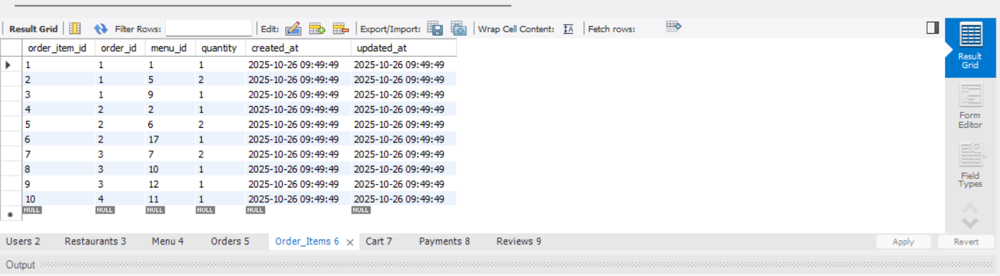 Result Grid Filter Rows: Edit: Export/Import: Wrap Cell Content: IA Fetch rows:
order_item_id order_id menu_id quantity created_at updated_at
1 1 1 1 2025-10-26 09:49:49 2025-10-26 09:49:49
2 1 5 2 2025-10-26 09:49:49 2025-10-26 09:49:49
3 1 9 1 2025-10-26 09:49:49 2025-10-26 09:49:49
4 2 2 1 2025-10-26 09:49:49 2025-10-26 09:49:49
5 2 6 2 2025-10-26 09:49:49 2025-10-26 09:49:49
6 2 17 1 2025-10-26 09:49:49 2025-10-26 09:49:49
7 3 7 2 2025-10-26 09:49:49 2025-10-26 09:49:49
8 3 10 1 2025-10-26 09:49:49 2025-10-26 09:49:49
9 3 12 1 2025-10-26 09:49:49 2025-10-26 09:49:49
10 4 11 1 2025-10-26 09:49:49 2025-10-26 09:49:49
NULL NULL NULL NULL NULL NULL
Result
Grid
Form
Editor
Field
Types
Users 2 Restaurants 3 Menu 4 Orders 5 Order_Items 6 Cart 7 Payments 8 Reviews 9 Apply Revert
Output